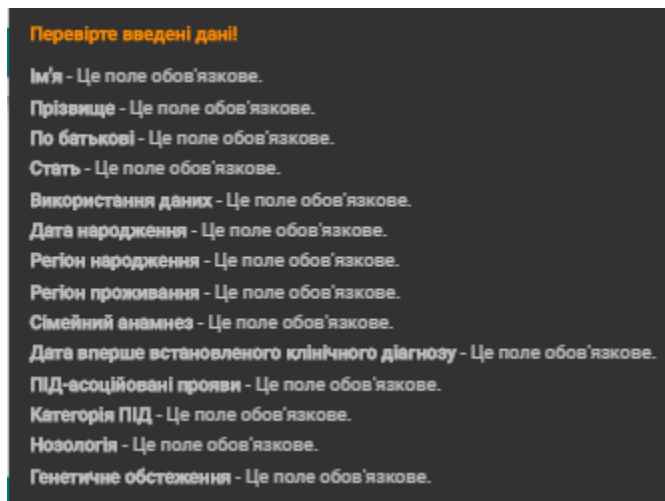 Перевірте введені дані!
Ім'я - Це поле обов'язкове.
Прізвище - Це поле обов'язкове.
По батькові - Це поле обов'язкове.
Стать - Це поле обов'язкове.
Використання даних - Це поле обов'язкове.
Дата народження - Це поле обов'язкове.
Регіон народження - Це поле обов'язкове.
Регіон проживання - Це поле обов'язкове.
Сімейний анамнез - Це поле обов'язкове.
Дата вперше встановленого клінічного діагнозу - Це поле обов'язкове.
ПІД-асоційовані прояви - Це поле обов'язкове.
Категорія ПІД - Це поле обов'язкове.
Нозологія - Це поле обов'язкове.
Генетичне обстеження - Це поле обов'язкове.